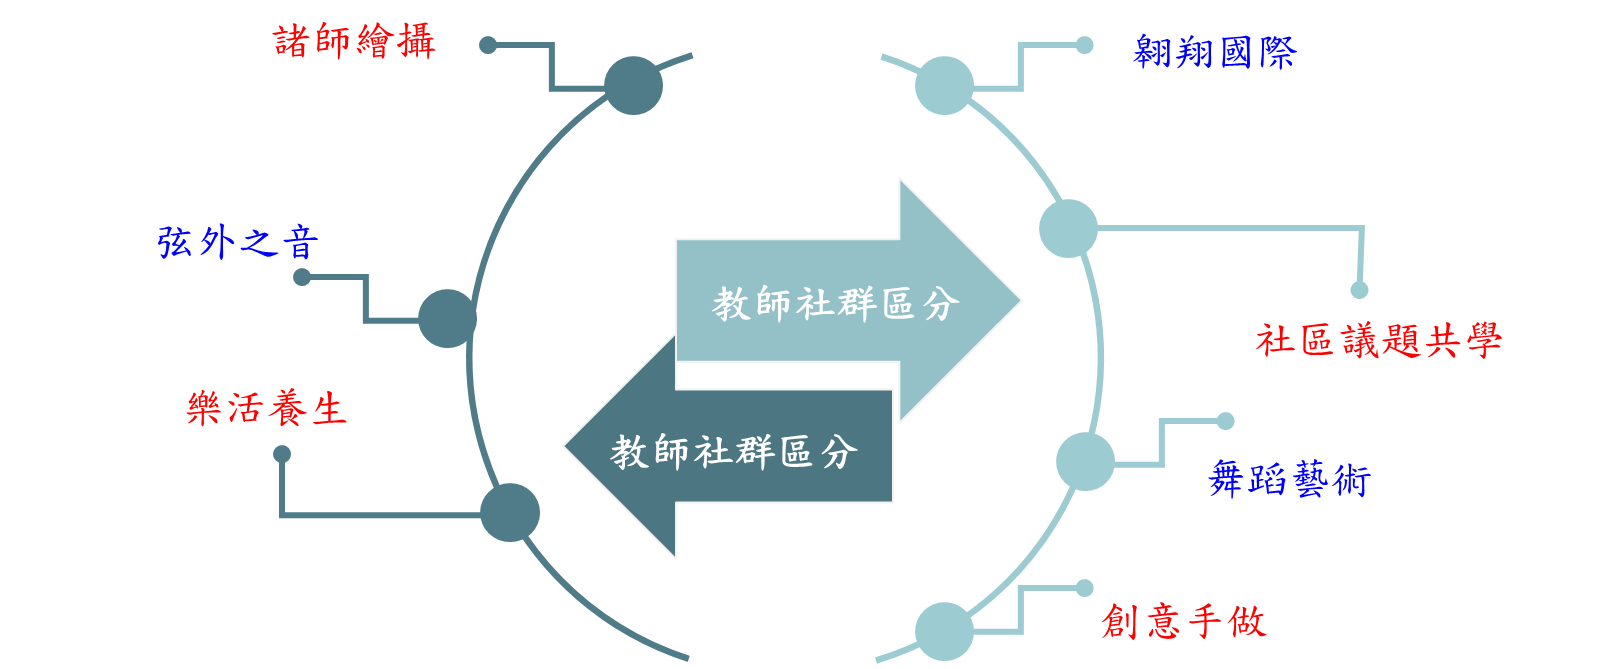 諸師繪攝
翱翔國際
弦外之音
教師社群區分
社區議題共學
樂活養生
教師社群區分
舞蹈藝術
創意手做